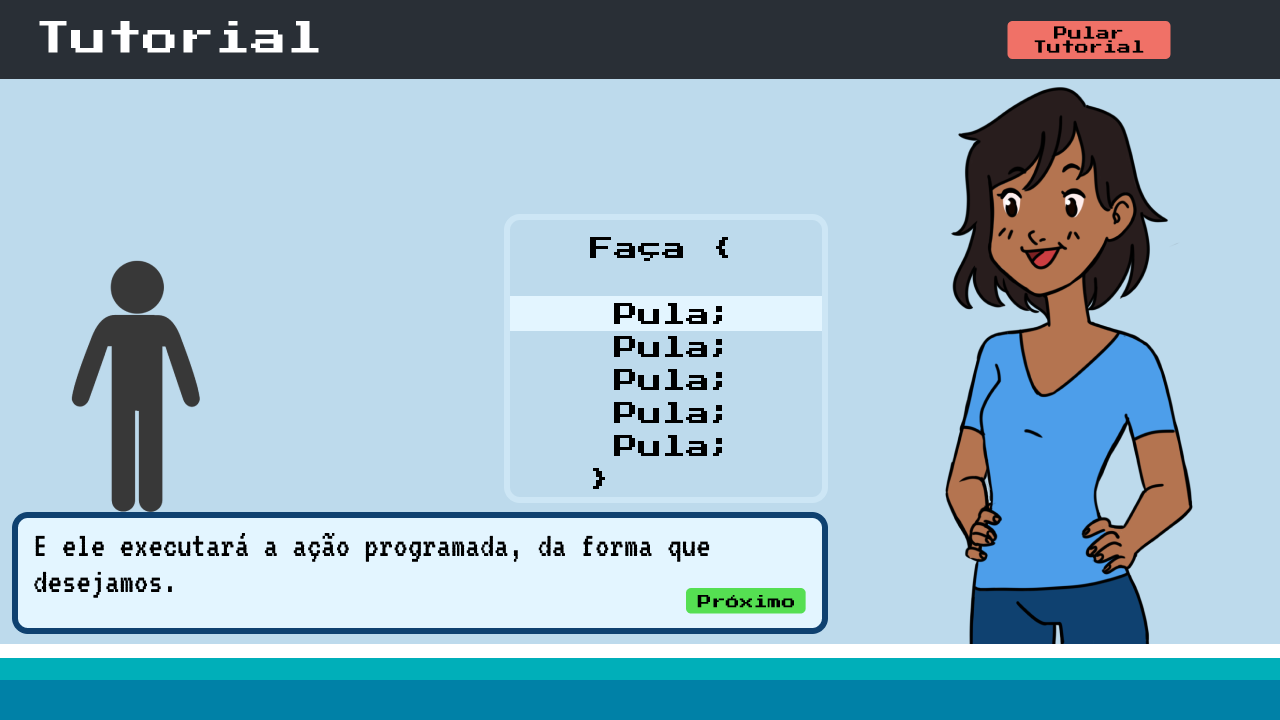 Tutorial
Pular
Tutorial
Faça {
Pula;
Pula;
Pula;
Pula;
Pula;
}
E ele executará a ação programada, da forma que
desejamos.
Próximo